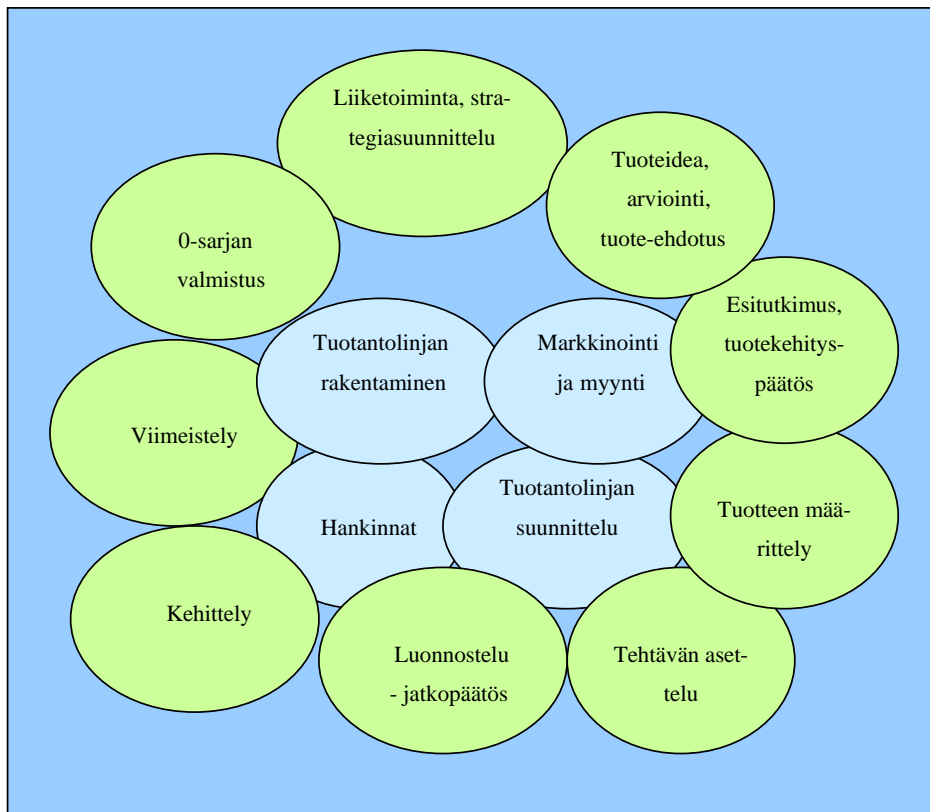 Liiketoiminta, stra-
tegiasuunnittelu
Tuoteidea,
arviointi,
tuote-ehdotus
0-sarjan
valmistus
Esitutkimus,
tuotekehitys-
päätös
Tuotantolinjan
rakentaminen
Markkinointi
ja myynti
Viimeistely
Hankinnat
Tuotantolinjan
suunnittelu
Tuotteen mää-
rittely
Kehittely
Luonnostelu
- jatkopäätös
Tehtävän aset-
telu